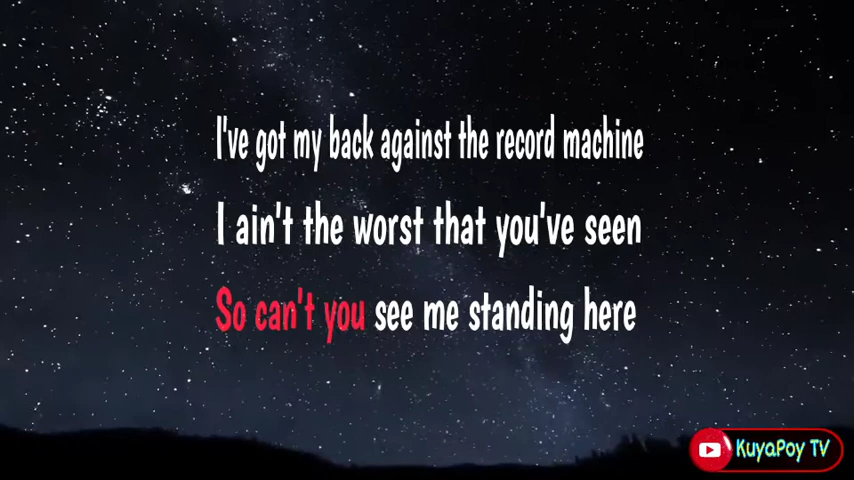 I've got my back against the record machine
I ain't the worst that you've seen
So can't you see me standing here
KuyaPoy TV